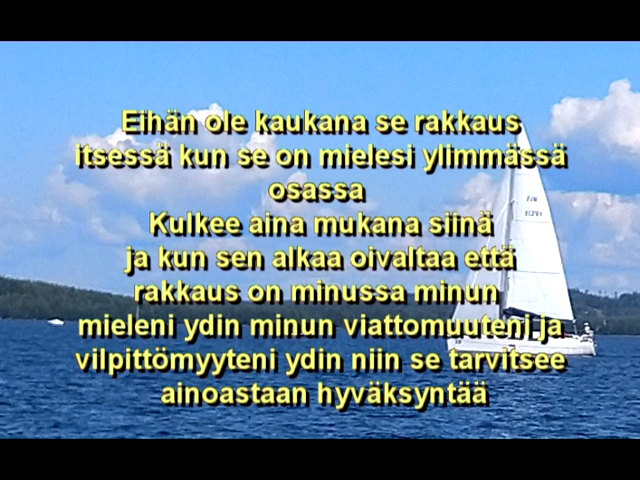 Eihän ole kaukana se rakkaus
itsessä kun se on mielesi ylimmässä
osassa
Kulkee aina mukana siinä
ja kun sen alkaa oivaltaa että
rakkaus on minussa minun
mieleni ydin minun viattomuuteni ja
vilpittömyyteni ydin niin se tarvitsee
ainoastaan hyväksyntää
FIN